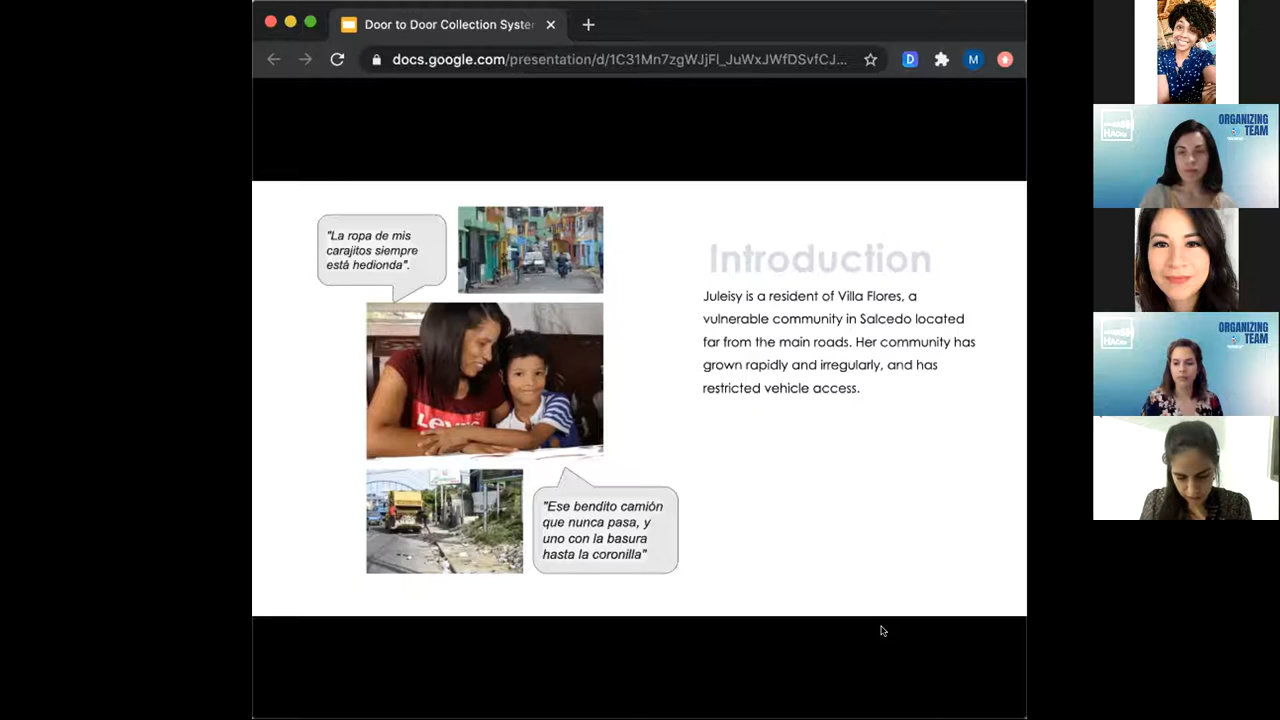 Door to Door Collection Syster
docs.google.com/presentation/d/1C31Mn7zgWJjFl_JuWxJWfDSvfCJ...
D
M
"La ropa de mis
carajitos siempre
está hedionda".
Introduction
Juleisy is a resident of Villa Flores, a
vulnerable community in Salcedo located
far from the main roads. Her community has
grown rapidly and irregularly, and has
restricted vehicle access.
"Ese bendito camión
que nunca pasa, y
uno con la basura
hasta la coronilla"
ORGANIZING
TEAM
ORGANIZING
TEAM